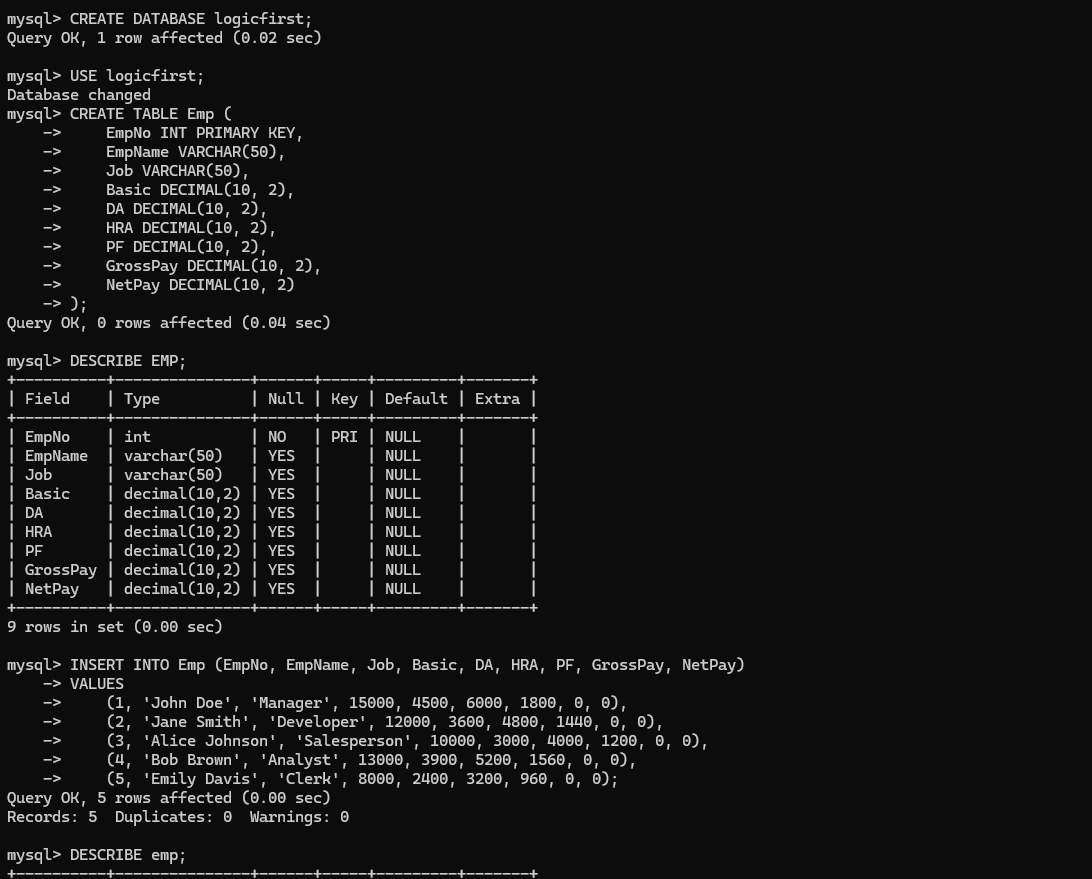 mysql> CREATE DATABASE logicfirst;
Query OK, 1 row affected (0.02 sec)

mysql> USE logicfirst;
Database changed
mysql> CREATE TABLE Emp (
    ->     EmpNo INT PRIMARY KEY,
    ->     EmpName VARCHAR(50),
    ->     Job VARCHAR(50),
    ->     Basic DECIMAL(10, 2),
    ->     DA DECIMAL(10, 2),
    ->     HRA DECIMAL(10, 2),
    ->     PF DECIMAL(10, 2),
    ->     GrossPay DECIMAL(10, 2),
    ->     NetPay DECIMAL(10, 2)
    -> );
Query OK, 0 rows affected (0.04 sec)

mysql> DESCRIBE EMP;
+----------+---------------+------+-----+---------+-------+
| Field    | Type          | Null | Key | Default | Extra |
+----------+---------------+------+-----+---------+-------+
| EmpNo    | int           | NO   | PRI | NULL    |       |
| EmpName  | varchar(50)   | YES  |     | NULL    |       |
| Job      | varchar(50)   | YES  |     | NULL    |       |
| Basic    | decimal(10,2) | YES  |     | NULL    |       |
| DA       | decimal(10,2) | YES  |     | NULL    |       |
| HRA      | decimal(10,2) | YES  |     | NULL    |       |
| PF       | decimal(10,2) | YES  |     | NULL    |       |
| GrossPay | decimal(10,2) | YES  |     | NULL    |       |
| NetPay   | decimal(10,2) | YES  |     | NULL    |       |
+----------+---------------+------+-----+---------+-------+
9 rows in set (0.00 sec)

mysql> INSERT INTO Emp (EmpNo, EmpName, Job, Basic, DA, HRA, PF, GrossPay, NetPay)
    -> VALUES
    ->     (1, 'John Doe', 'Manager', 15000, 4500, 6000, 1800, 0, 0),
    ->     (2, 'Jane Smith', 'Developer', 12000, 3600, 4800, 1440, 0, 0),
    ->     (3, 'Alice Johnson', 'Salesperson', 10000, 3000, 4000, 1200, 0, 0),
    ->     (4, 'Bob Brown', 'Analyst', 13000, 3900, 5200, 1560, 0, 0),
    ->     (5, 'Emily Davis', 'Clerk', 8000, 2400, 3200, 960, 0, 0);
Query OK, 5 rows affected (0.00 sec)
Records: 5  Duplicates: 0  Warnings: 0

mysql> DESCRIBE emp;
+----------+---------------+------+-----+---------+-------+